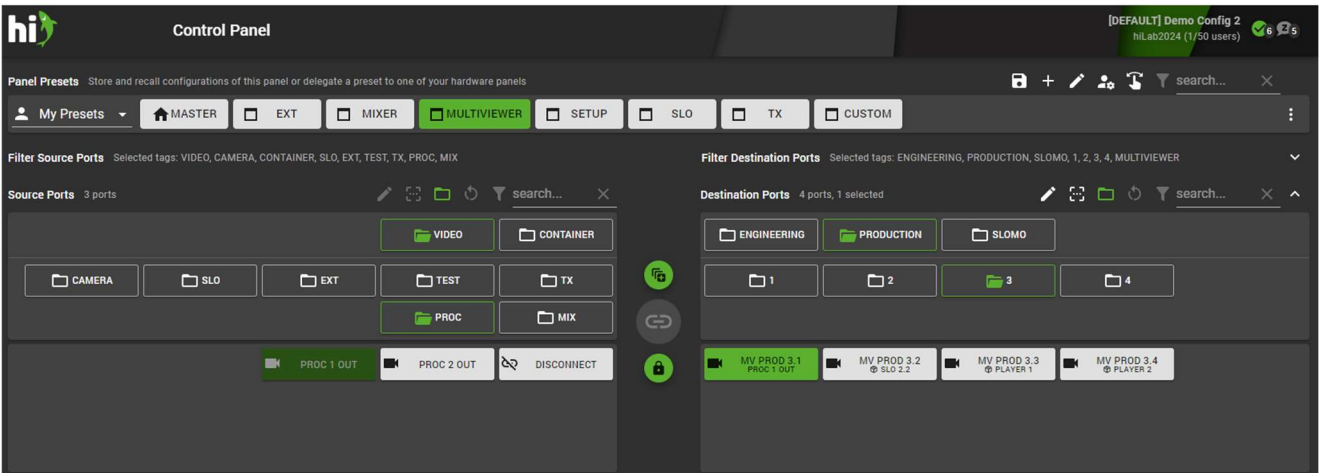 hi
Control Panel
[DEFAULT] Demo Config 2
hiLab2024 (1/50 users)
6
5
Panel Presets Store and recall configurations of this panel or delegate a preset to one of your hardware panels
search...
My Presets
MASTER
EXT
MIXER
MULTIVIEWER
SETUP
SLO
TX
CUSTOM
Filter Source Ports Selected tags: VIDEO, CAMERA, CONTAINER, SLO, EXT, TEST, TX, PROC, MIX
Filter Destination Ports Selected tags: ENGINEERING, PRODUCTION, SLOMO, 1, 2, 3, 4, MULTIVIEWER
Source Ports 3 ports
search...
Destination Ports 4 ports, 1 selected
search...
VIDEO
CONTAINER
ENGINEERING
PRODUCTION
SLOMO
CAMERA
SLO
EXT
TEST
TX
1
2
3
4
PROC
MIX
PROC 1 OUT
PROC 2 OUT
DISCONNECT
MV PROD 3.1
PROC 1 OUT
MV PROD 3.2
SLO 2.2
MV PROD 3.3
PLAYER 1
MV PROD 3.4
PLAYER 2